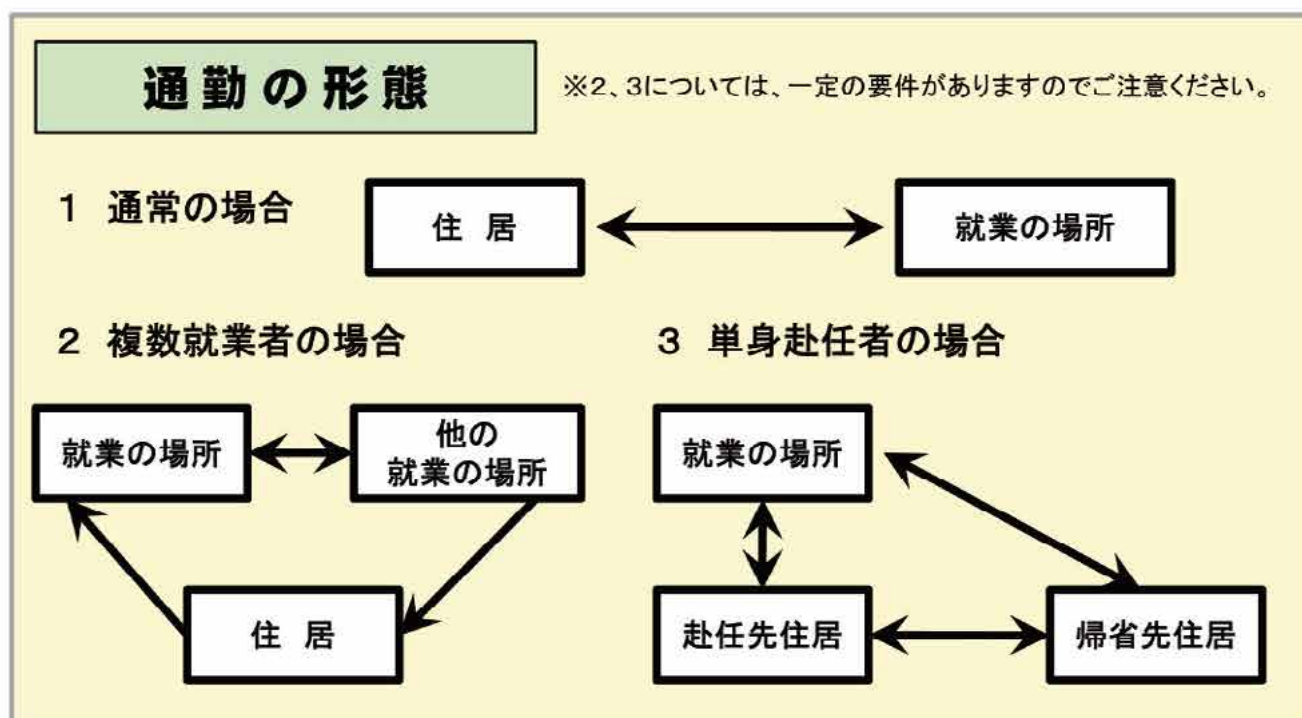 通勤の形態
※2、3については、一定の要件がありますのでご注意ください。
1 通常の場合
住 居
就業の場所
2 複数就業者の場合
就業の場所
他の
就業の場所
住 居
3 単身赴任者の場合
就業の場所
赴任先住居
帰省先住居